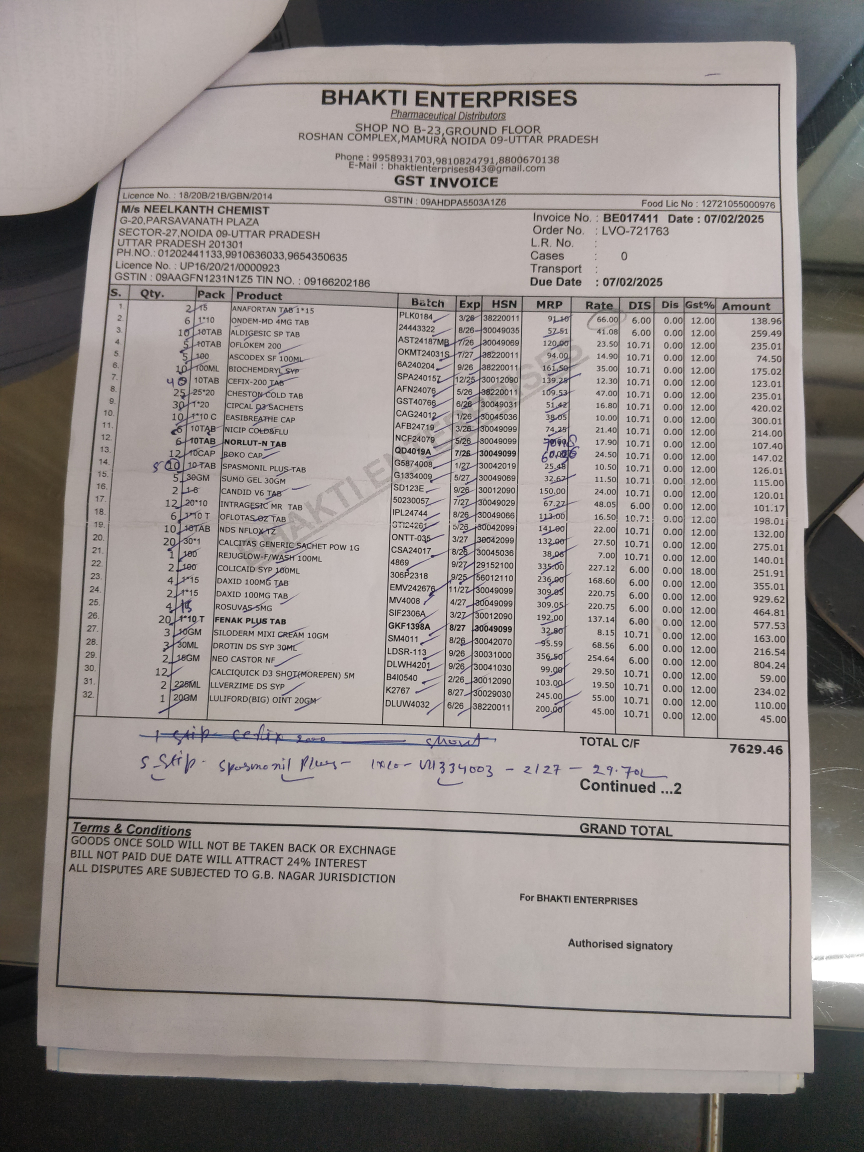 BHAKTI ENTERPRISES
Pharmaceutical Distributors
SHOP NO B-23,GROUND FLOOR
ROSHAN COMPLEX,MAMURA NOIDA 09-UTTAR PRADESH
Phone : 9958931703,9810824791,8800670138
E-Mail : bhaktienterprises843@gmail.com
GST INVOICE
Licence No. : 18/20B/21B/GBN/2014 GSTIN : 09AHDPA5503A1Z6 Food Lic No : 12721055000976
M/s NEELKANTH CHEMIST
G-20,PARSAVANATH PLAZA
SECTOR-27,NOIDA 09-UTTAR PRADESH
UTTAR PRADESH 201301
PH.NO.: 01202441133,9910636033,9654350635
Licence No. : UP16/20/21/0000923
GSTIN : 09AAGFN1231N1Z5 TIN NO. : 09166202186
Invoice No. : BE017411 Date : 07/02/2025
Order No. : LVO-721763
L.R. No. :
Cases : 0
Transport :
Due Date : 07/02/2025
S. Qty. Pack Product Batch Exp HSN MRP Rate DIS Dis Gst% Amount
1. 2 15 ANAFORTAN TAB 1*15 PLK0184 3/26 38220011 91.10 66.00 6.00 0.00 12.00 138.96
2. 6 1*10 ONDEM-MD 4MG TAB 24443322 8/26 30049035 57.51 41.08 6.00 0.00 12.00 259.49
3. 10 10TAB ALDIGESIC SP TAB AST24187MB 7/26 30049069 120.00 23.50 10.71 0.00 12.00 235.01
4. 5 10TAB OFLOKEM 200 OKMT24031S 7/27 38220011 94.00 14.90 10.71 0.00 12.00 74.50
5. 5 100 ASCODEX SF 100ML 6A240204 9/26 38220011 161.50 35.00 10.71 0.00 12.00 175.02
6. 10 100ML BIOCHEMDRYL SYP SPA240157 12/25 30012090 139.28 12.30 10.71 0.00 12.00 123.01
7. 10TAB CEFIX-200 TAB AFN24076 5/26 38220011 109.53 47.00 10.71 0.00 12.00 235.01
8. 25 25*20 CHESTON COLD TAB GST40766 6/26 30049031 51.42 16.80 10.71 0.00 12.00 420.02
9. 30 1*20 CIPCAL D3 SACHETS CAG24012 1/26 30045036 38.05 10.00 10.71 0.00 12.00 300.01
10. 10 1*10 C EASIBREATHE CAP AFB24719 3/26 30049099 74.25 21.40 10.71 0.00 12.00 214.00
11. 6 10TAB NICIP COLD&FLU NCF24079 5/26 30049099 17.90 10.71 0.00 12.00 107.40
12. 6 10TAB NORLUT-N TAB QD4019A 7/26 30049099 24.50 10.71 0.00 12.00 147.02
13. 12 10CAP ROKO CAP G5874008 1/27 30042019 25.48 10.50 10.71 0.00 12.00 126.01
14. 10 10 TAB SPASMONIL PLUS TAB G1334009 5/27 30049069 32.63 11.50 10.71 0.00 12.00 115.00
15. 5 30GM SUMO GEL 30GM SD123E 9/26 30012090 150.00 24.00 10.71 0.00 12.00 120.01
16. 2 1-6 CANDID V6 TAB 50230057 7/27 30049029 67.27 48.05 6.00 0.00 12.00 101.17
17. 12 20*10 INTRAGESIC MR TAB IPL24744 8/26 30049066 113.00 16.50 10.71 0.00 12.00 198.01
18. 6 1*10 T OFLOTAS OZ TAB GTI24261 5/26 30042099 141.00 22.00 10.71 0.00 12.00 132.00
19. 10 10TAB NDS NFLOX TZ ONTT-035 3/27 30042099 132.00 27.50 10.71 0.00 12.00 275.01
20. 20 30*1 CALCITAS GENERIC SACHET POW 1G CSA24017 8/26 30045036 38.06 7.00 10.71 0.00 12.00 140.01
21. 1 100 REJUGLOW-F/WASH 100ML 4869 9/27 29152100 335.00 227.12 6.00 0.00 18.00 251.91
22. 2 100 COLICAID SYP 100ML 306P2318 9/25 56012110 236.00 168.60 6.00 0.00 12.00 355.01
23. 4 1*15 DAXID 100MG TAB EMV242676 11/27 30049099 309.05 220.75 6.00 0.00 12.00 929.62
24. 2 1*15 DAXID 100MG TAB MV4008 4/27 30049099 309.05 220.75 6.00 0.00 12.00 464.81
25. 4 15 ROSUVAS 5MG SIF2306A 3/27 30012090 192.00 137.14 6.00 0.00 12.00 577.53
26. 20 1*10 T FENAK PLUS TAB GKF1398A 8/27 30049099 32.80 8.15 10.71 0.00 12.00 163.00
27. 3 10GM SILODERM MIXI CREAM 10GM SM4011 8/26 30042070 95.59 68.56 6.00 0.00 12.00 216.54
28. 3 30ML DROTIN DS SYP 30ML LDSR-113 9/26 30031000 356.50 254.64 6.00 0.00 12.00 804.24
29. 2 15GM NEO CASTOR NF DLWH4201 9/26 30041030 99.00 29.50 10.71 0.00 12.00 59.00
30. 12 CALCIQUICK D3 SHOT(MOREPEN) 5M B4I0540 2/26 30012090 103.00 19.50 10.71 0.00 12.00 234.02
31. 2 225ML LLVERZIME DS SYP K2767 8/27 30029030 245.00 55.00 10.71 0.00 12.00 110.00
32. 1 20GM LULIFORD(BIG) OINT 20GM DLUW4032 6/26 38220011 200.00 45.00 10.71 0.00 12.00 45.00
BHAKTI ENTERPRISES
TOTAL C/F 7629.46
1 strip cefix 200 short
5 Strip - Spasmonil Plus - 1x10 - 2/27 - 29.70
Continued ...2
GRAND TOTAL
Terms & Conditions
GOODS ONCE SOLD WILL NOT BE TAKEN BACK OR EXCHNAGE
BILL NOT PAID DUE DATE WILL ATTRACT 24% INTEREST
ALL DISPUTES ARE SUBJECTED TO G.B. NAGAR JURISDICTION
For BHAKTI ENTERPRISES
Authorised signatory